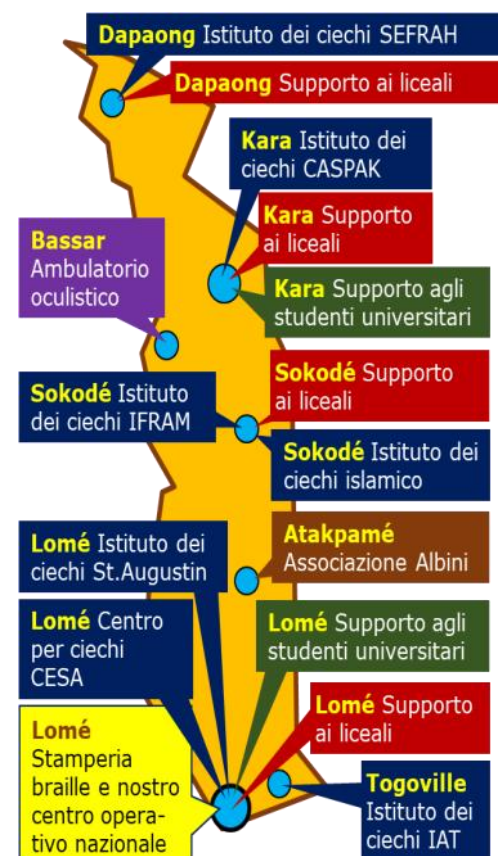 Dapaong Istituto dei ciechi SEFRAH
Dapaong Supporto ai liceali
Kara Istituto dei
ciechi CASPAK
Kara Supporto
ai liceali
Bassar
Ambulatorio
oculistico
Kara Supporto agli
studenti universitari
Sokodé Supporto
ai liceali
Sokodé Istituto
dei ciechi IFRAM
Sokodé Istituto dei
ciechi islamico
Atakpamé
Associazione Albini
Lomé Istituto dei
ciechi St.Augustin
Lomé Centro
per ciechi
CESA
Lomé Supporto agli
studenti universitari
Lomé Supporto
ai liceali
Lomé
Stamperia
braille e nostro
centro opera-
tivo nazionale
Togoville
Istituto dei
ciechi IAT